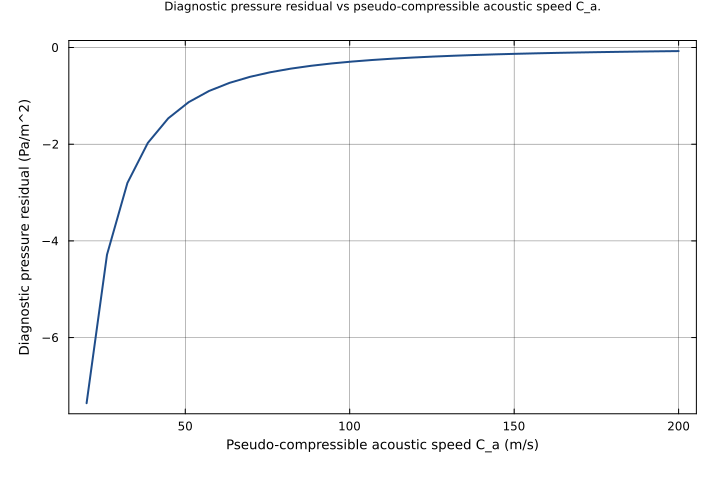 Diagnostic pressure residual vs pseudo-compressible acoustic speed C_a.
0
−2
−4
−6
Diagnostic pressure residual (Pa/m^2)
50
100
150
200
Pseudo-compressible acoustic speed C_a (m/s)